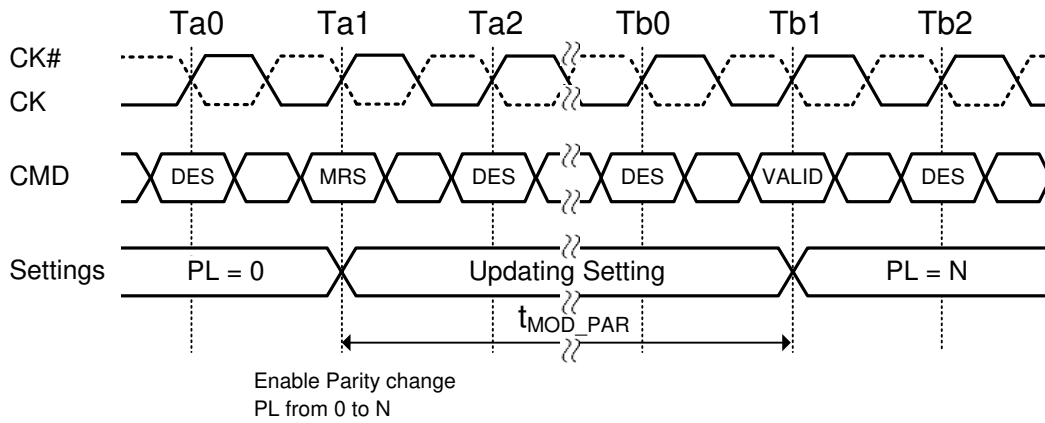 Ta0 Ta1 Ta2 Tb0 Tb1 Tb2
CK#
CK
CMD DES MRS DES DES VALID DES
Settings PL = 0 Updating Setting PL = N
tMOD_PAR
Enable Parity change
PL from 0 to N